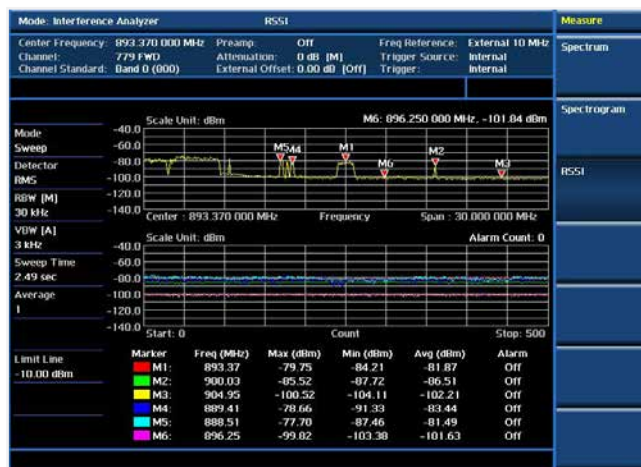 Mode: Interference Analyzer RSSI
Measure
Center Frequency: 893.370 000 MHz Preamp: Off Freq Reference: External 10 MHz
Channel: 779 FWD Attenuation: 0 dB [M] Trigger Source: Internal
Channel Standard: Band 0 (000) External Offset: 0.00 dB [Off] Trigger: Internal
Spectrum
Spectrogram
RSSI
Scale Unit: dBm M6: 896.250 000 MHz, -101.84 dBm
-40.0
-60.0
-80.0
-100.0
-120.0
-140.0
M5 M4 M1 M6 M2 M3
Center : 893.370 000 MHz Frequency Span : 30.000 000 MHz
Mode
Sweep
Detector
RMS
RBW [M]
30 kHz
VBW [A]
3 kHz
Sweep Time
2.49 sec
Average
1
Limit Line
-10.00 dBm
Scale Unit: dBm Alarm Count: 0
-40.0
-60.0
-80.0
-100.0
-120.0
-140.0
Start: 0 Count Stop: 500
Marker Freq (MHz) Max (dBm) Min (dBm) Avg (dBm) Alarm
M1: 893.37 -79.75 -84.21 -81.87 Off
M2: 900.03 -85.52 -87.72 -86.51 Off
M3: 904.95 -100.52 -104.11 -102.21 Off
M4: 889.41 -78.66 -91.33 -83.44 Off
M5: 888.51 -77.70 -87.46 -81.49 Off
M6: 896.25 -99.82 -103.38 -101.63 Off